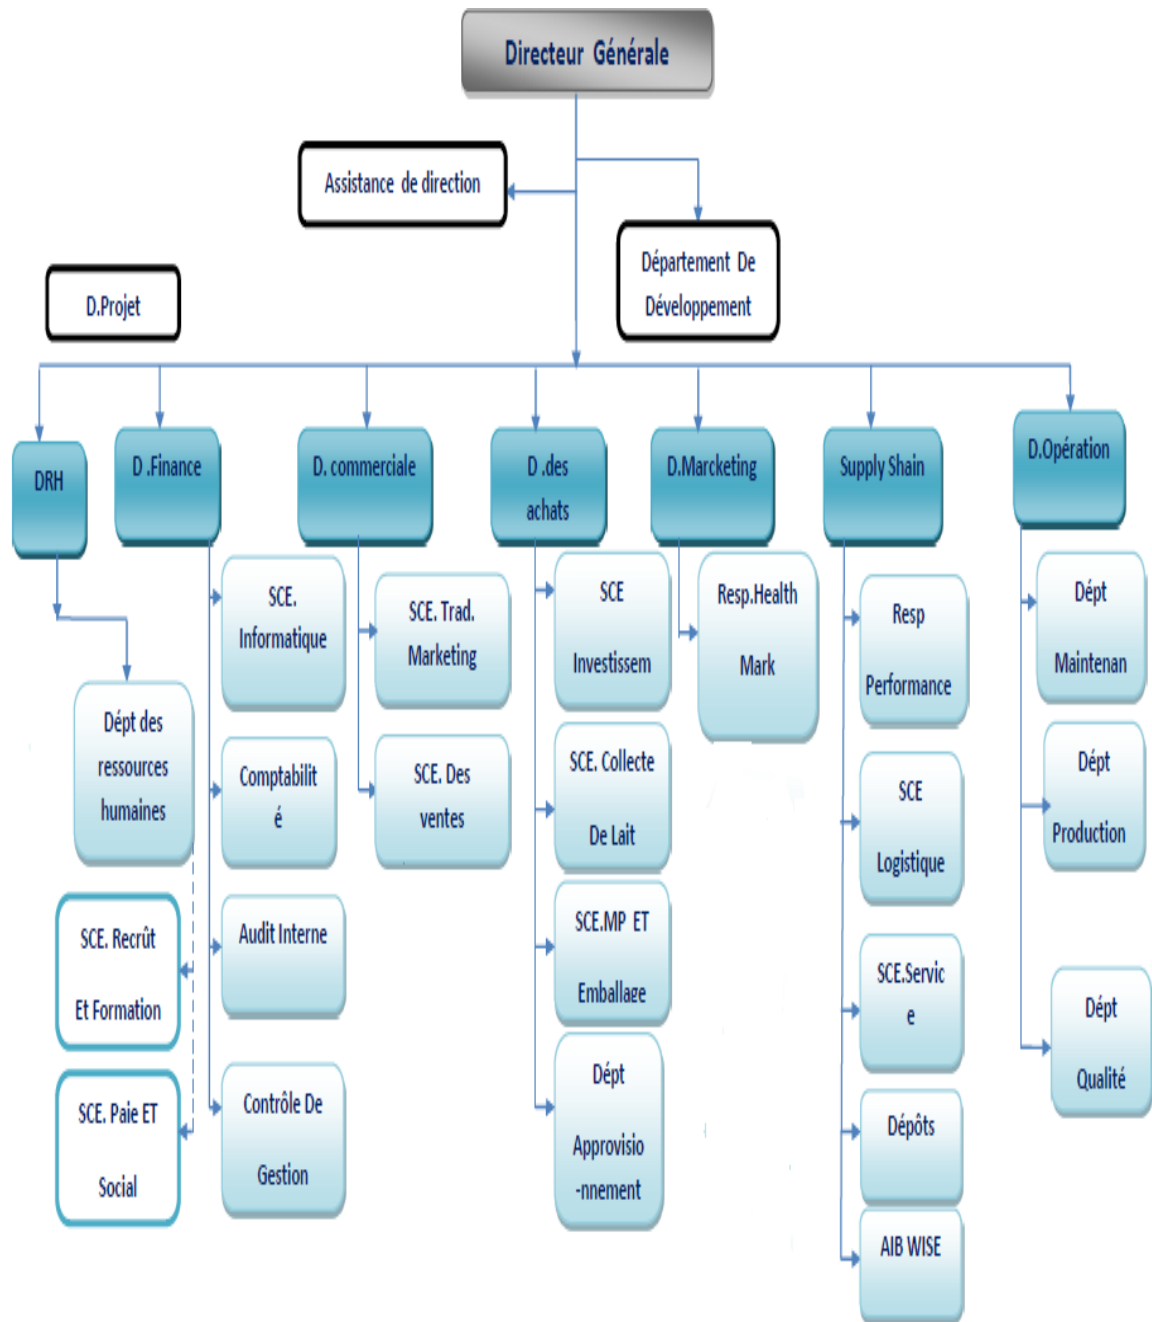 Directeur Générale
Assistance de direction
Département De
Développement
D.Projet
DRH
D .Finance
D. commerciale
D .des
achats
D.Marcketing
Supply Shain
D.Opération
Dépt des
ressources
humaines
SCE. Recrût
Et Formation
SCE. Paie ET
Social
SCE.
Informatique
Comptabilit
é
Audit Interne
Contrôle De
Gestion
SCE. Trad.
Marketing
SCE. Des
ventes
SCE
Investissem
SCE. Collecte
De Lait
SCE.MP ET
Emballage
Dépt
Approvisio
-nnement
Resp.Health
Mark
Resp
Performance
SCE
Logistique
SCE.Servic
e
Dépôts
AIB WISE
Dépt
Maintenan
Dépt
Production
Dépt
Qualité